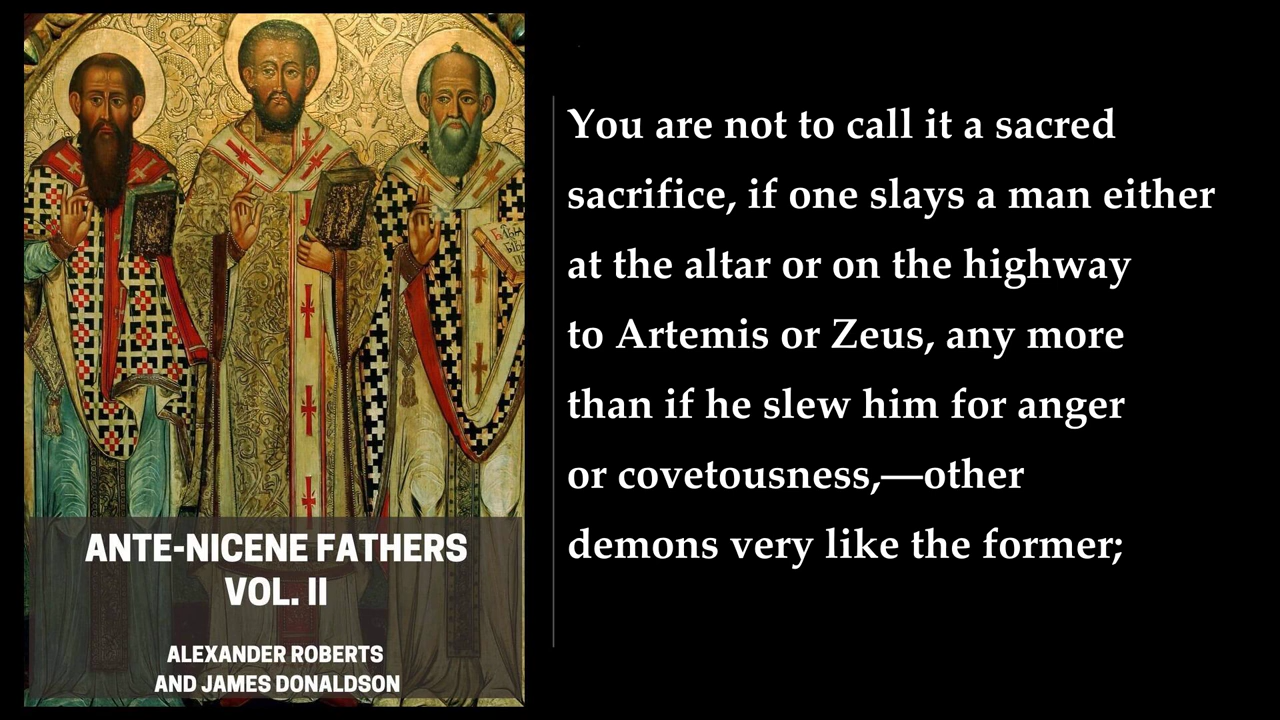 You are not to call it a sacred
sacrifice, if one slays a man either
at the altar or on the highway
to Artemis or Zeus, any more
than if he slew him for anger
or covetousness,—other
demons very like the former;
ANTE-NICENE FATHERS
VOL. II
ALEXANDER ROBERTS
AND JAMES DONALDSON